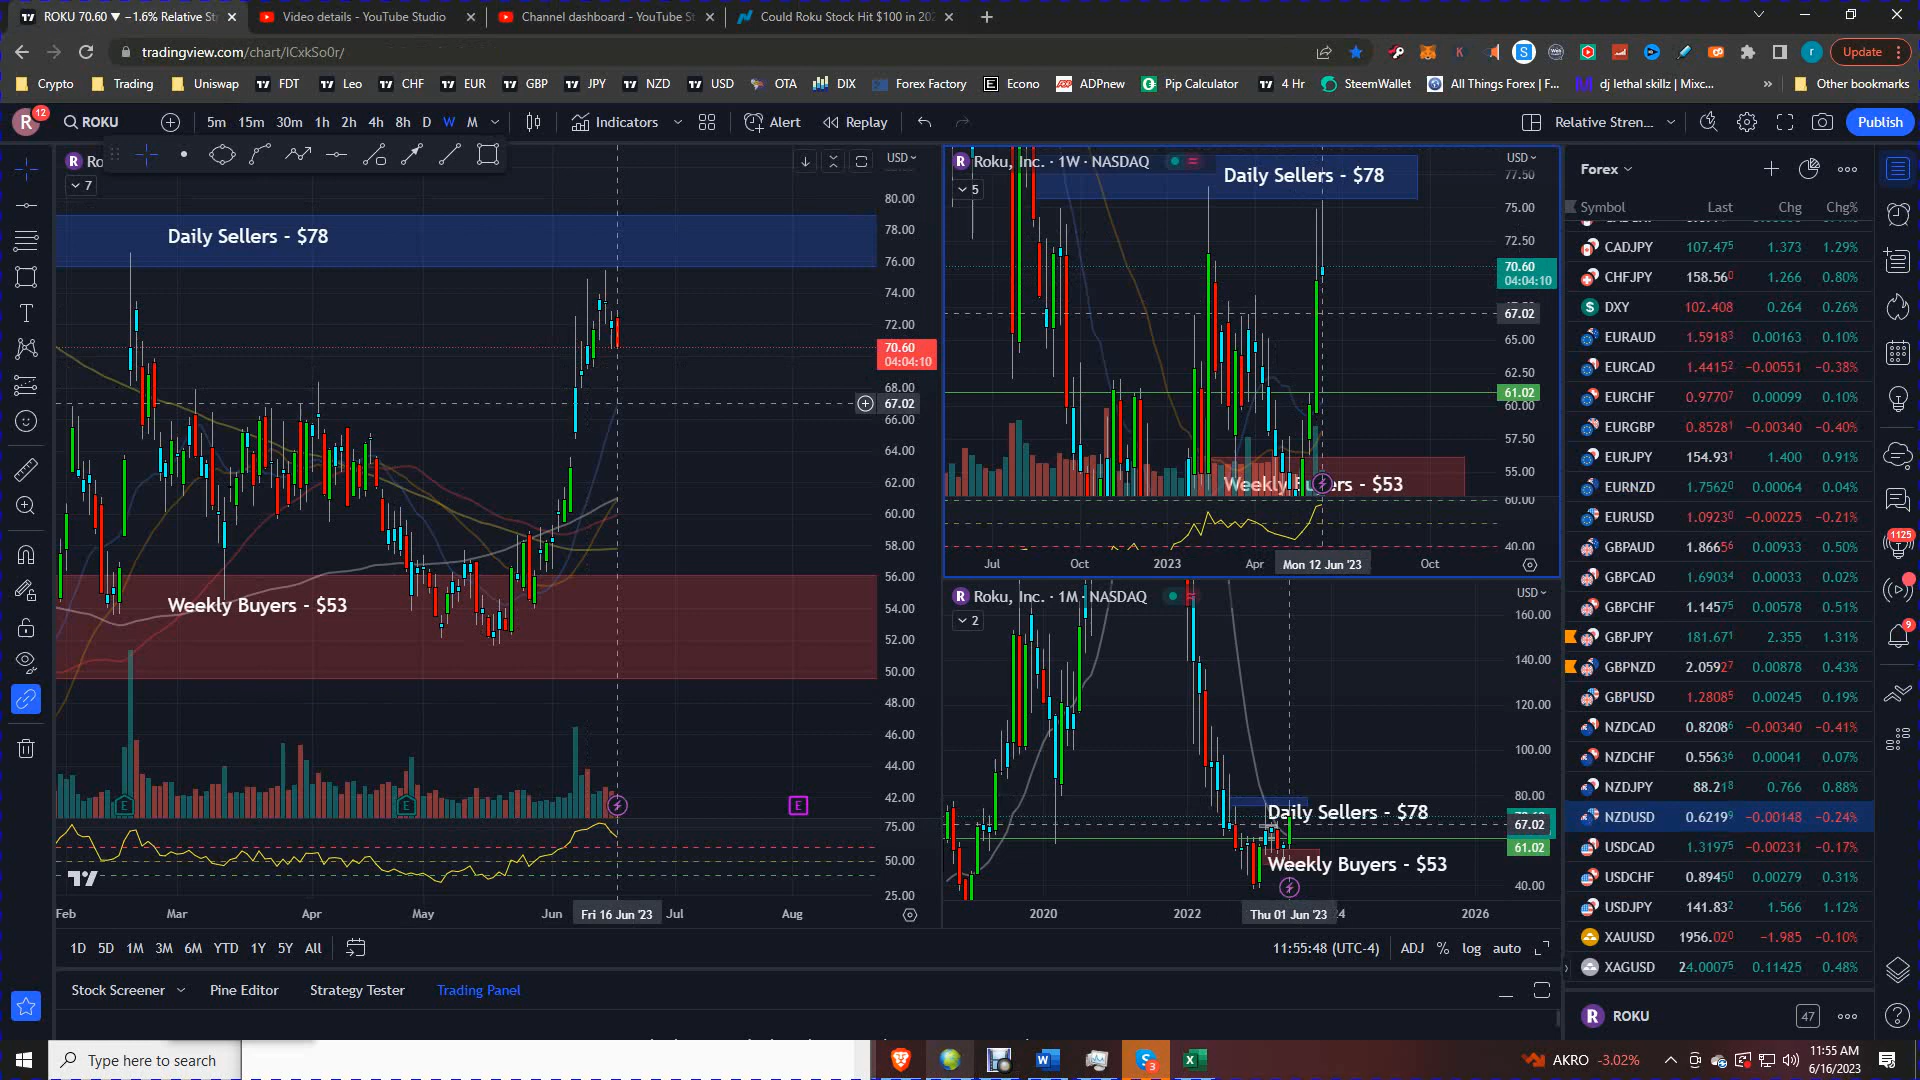 ROKU 70.60 ▼ −1.6% Relative St
Video details - YouTube Studio
Channel dashboard - YouTube St
Could Roku Stock Hit $100 in 202
tradingview.com/chart/lCxkSo0r/
Update
Crypto
Trading
Uniswap
FDT
Leo
CHF
EUR
GBP
JPY
NZD
USD
OTA
DIX
Forex Factory
Econo
ADPnew
Pip Calculator
4 Hr
SteemWallet
All Things Forex | F...
dj lethal skillz | Mixc...
»
Other bookmarks
R
12
ROKU
5m 15m 30m 1h 2h 4h 8h D W M
Indicators
Alert
Replay
Relative Stren...
Publish
Ro
7
USD
80.00
78.00
76.00
74.00
72.00
70.60
04:04:10
68.00
67.02
66.00
64.00
62.00
60.00
58.00
56.00
54.00
52.00
50.00
48.00
46.00
44.00
42.00
75.00
50.00
25.00
Daily Sellers - $78
Weekly Buyers - $53
E
E
E
Feb Mar Apr May Jun Fri 16 Jun '23 Jul Aug
1D 5D 1M 3M 6M YTD 1Y 5Y All
11:55:48 (UTC-4)
ADJ % log auto
Roku, Inc. · 1W · NASDAQ
5
USD
Daily Sellers - $78
77.50
75.00
72.50
70.60
04:04:10
67.02
65.00
62.50
61.02
60.00
57.50
55.00
Weekly Buyers - $53
60.00
40.00
Jul Oct 2023 Apr Mon 12 Jun '23 Oct
Roku, Inc. · 1M · NASDAQ
2
USD
160.00
140.00
120.00
100.00
80.00
67.02
61.02
40.00
Daily Sellers - $78
Weekly Buyers - $53
2020 2022 Thu 01 Jun '23 24 2026
Stock Screener
Pine Editor
Strategy Tester
Trading Panel
Forex
Symbol Last Chg Chg%
CADJPY 107.475 1.373 1.29%
CHFJPY 158.560 1.266 0.80%
DXY 102.408 0.264 0.26%
EURAUD 1.59183 0.00163 0.10%
EURCAD 1.44152 −0.00551 −0.38%
EURCHF 0.97707 0.00099 0.10%
EURGBP 0.85281 −0.00340 −0.40%
EURJPY 154.931 1.400 0.91%
EURNZD 1.75620 0.00064 0.04%
EURUSD 1.09230 −0.00225 −0.21%
GBPAUD 1.86656 0.00933 0.50%
GBPCAD 1.69034 0.00033 0.02%
GBPCHF 1.14575 0.00578 0.51%
GBPJPY 181.671 2.355 1.31%
GBPNZD 2.05927 0.00878 0.43%
GBPUSD 1.28085 0.00245 0.19%
NZDCAD 0.82086 −0.00340 −0.41%
NZDCHF 0.55636 0.00041 0.07%
NZDJPY 88.218 0.766 0.88%
NZDUSD 0.62199 −0.00148 −0.24%
USDCAD 1.31975 −0.00231 −0.17%
USDCHF 0.89450 0.00279 0.31%
USDJPY 141.832 1.566 1.12%
XAUUSD 1956.020 −1.985 −0.10%
XAGUSD 24.00075 0.11425 0.48%
ROKU
47
1125
9
Type here to search
AKRO −3.02%
11:55 AM
6/16/2023